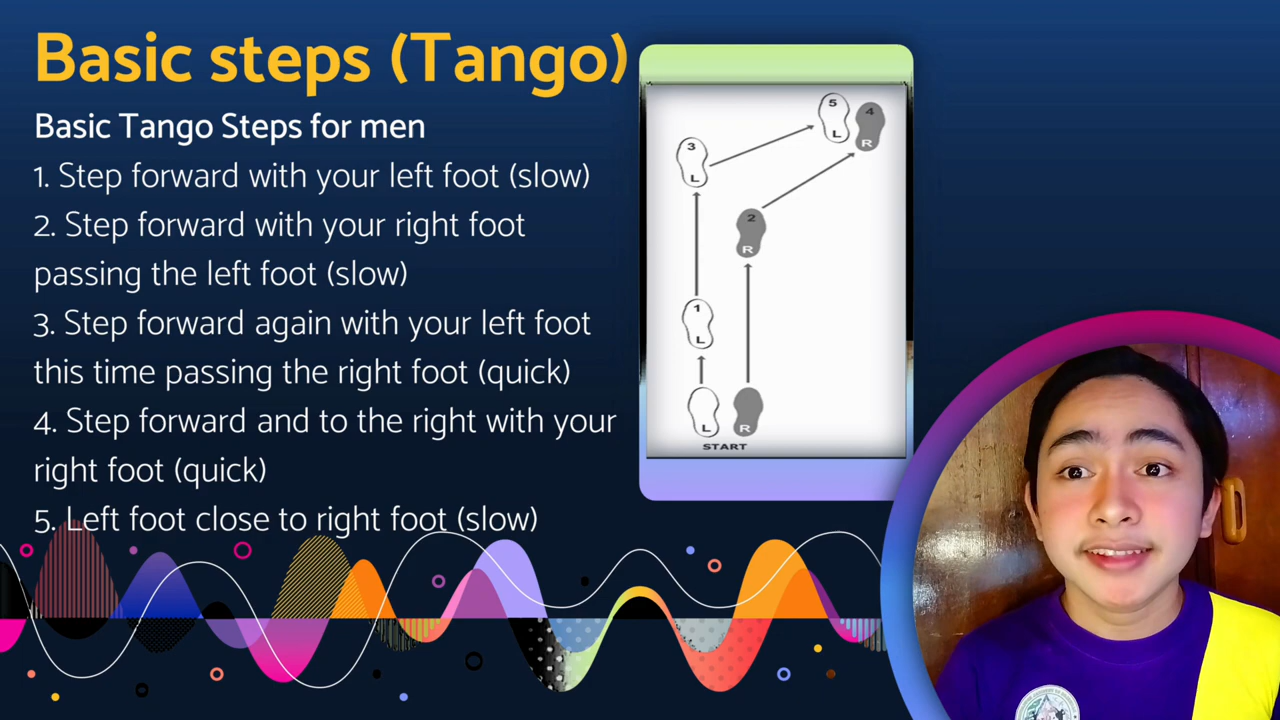 Basic steps (Tango)
Basic Tango Steps for men
1. Step forward with your left foot (slow)
2. Step forward with your right foot
passing the left foot (slow)
3. Step forward again with your left foot
this time passing the right foot (quick)
4. Step forward and to the right with your
right foot (quick)
5. Left foot close to right foot (slow)
5
L
4
R
3
L
2
R
1
L
L
R
START